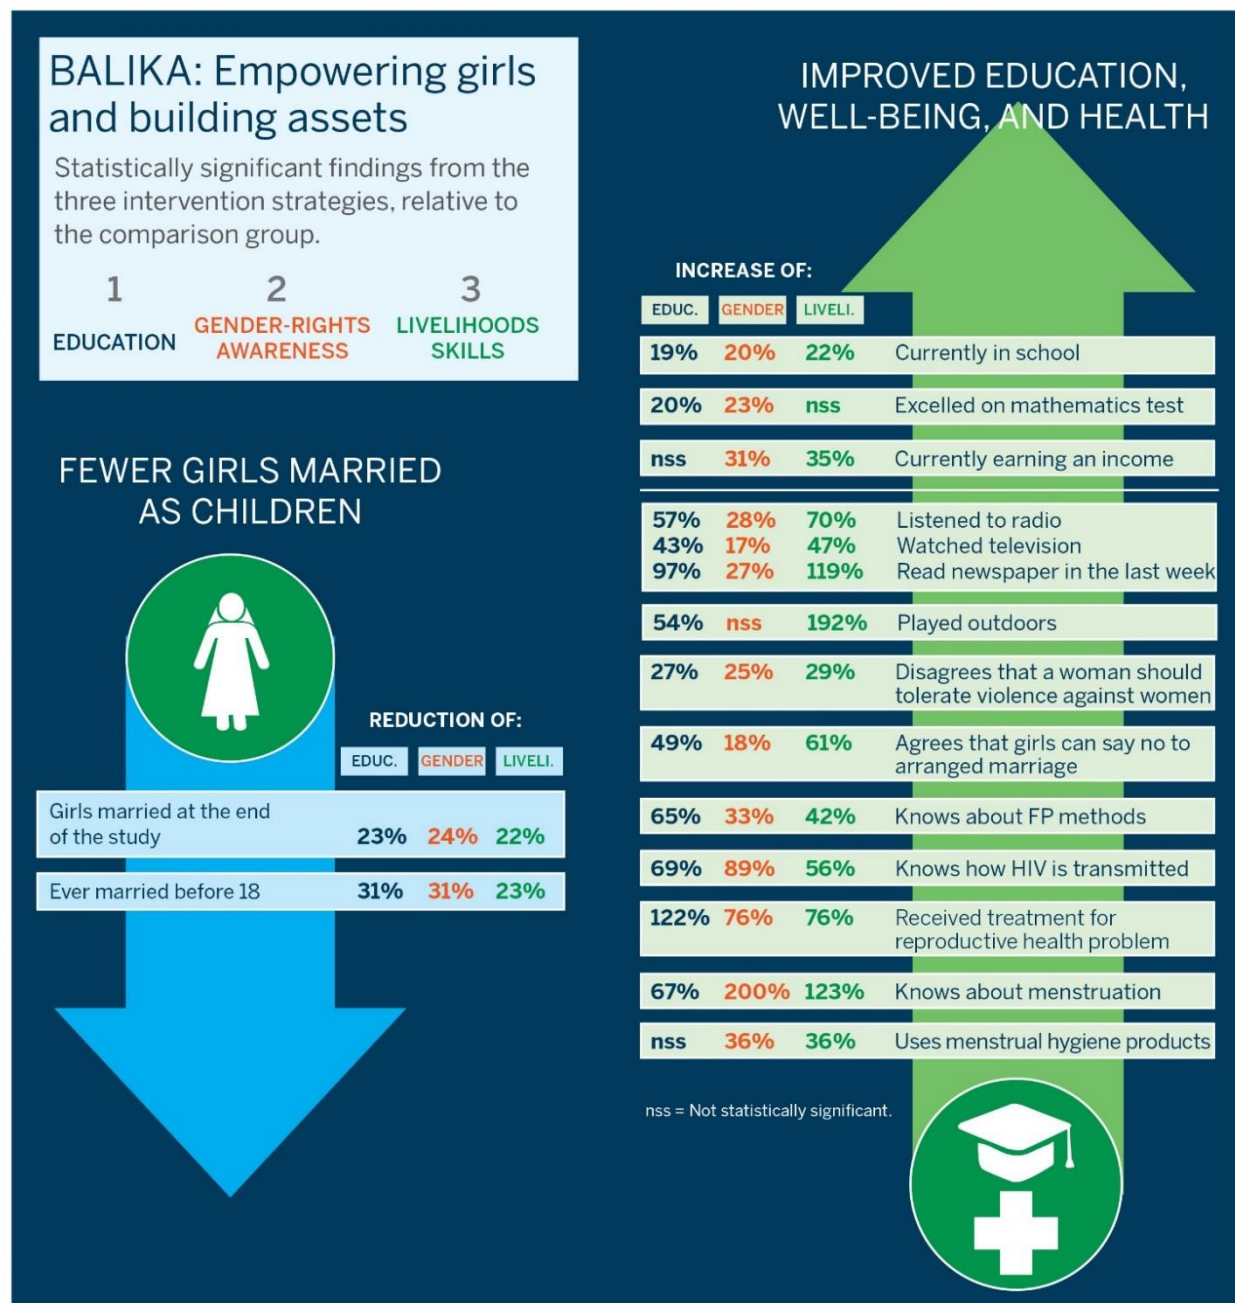 BALIKA: Empowering girls
and building assets
Statistically significant findings from the
three intervention strategies, relative to
the comparison group.
1 2 3
EDUCATION GENDER-RIGHTS AWARENESS LIVELIHOODS SKILLS
FEWER GIRLS MARRIED
AS CHILDREN
REDUCTION OF:
EDUC. GENDER LIVELI.
Girls married at the end
of the study 23% 24% 22%
Ever married before 18 31% 31% 23%
IMPROVED EDUCATION,
WELL-BEING, AND HEALTH
INCREASE OF:
EDUC. GENDER LIVELI.
19% 20% 22% Currently in school
20% 23% nss Excelled on mathematics test
nss 31% 35% Currently earning an income
57% 28% 70% Listened to radio
43% 17% 47% Watched television
97% 27% 119% Read newspaper in the last week
54% nss 192% Played outdoors
27% 25% 29% Disagrees that a woman should
tolerate violence against women
49% 18% 61% Agrees that girls can say no to
arranged marriage
65% 33% 42% Knows about FP methods
69% 89% 56% Knows how HIV is transmitted
122% 76% 76% Received treatment for
reproductive health problem
67% 200% 123% Knows about menstruation
nss 36% 36% Uses menstrual hygiene products
nss = Not statistically significant.